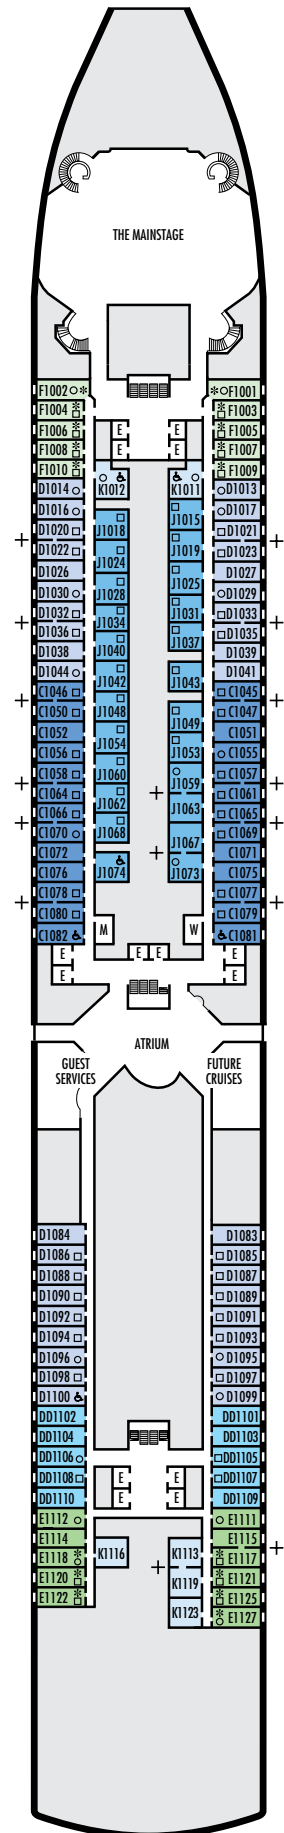 THE MAINSTAGE
F1002 F1001
F1004 E E F1003
F1006 E E F1005
F1008 F1007
F1010 F1009
K1012 K1011
D1014 D1013
D1016 J1015 D1017
D1020 J1018 D1021
D1022 J1019 D1023
D1026 J1024 J1025 D1027
D1030 J1028 D1029
D1032 J1034 J1031 D1033
D1036 J1040 J1037 D1035
D1038 D1039
D1044 J1042 J1043 D1041
C1046 C1045
C1050 J1048 J1049 C1047
C1052 J1054 C1051
C1056 J1053 C1055
C1058 J1060 J1059 C1057
C1064 J1062 J1063 C1061
C1066 C1065
C1070 J1068 J1067 C1069
C1072 C1071
C1076 J1074 J1073 C1075
C1078 C1077
C1080 C1079
C1082 M W C1081
E E E E
E E
ATRIUM
GUEST
SERVICES
FUTURE
CRUISES
D1084 D1083
D1086 D1085
D1088 D1087
D1090 D1089
D1092 D1091
D1094 D1093
D1096 D1095
D1098 D1097
D1100 D1099
DD1102 DD1101
DD1104 DD1103
DD1106 DD1105
DD1108 E E DD1107
DD1110 E E DD1109
E1112 E1111
E1114 E1115
E1118 K1116 K1113 E1117
E1120 K1119 E1121
E1122 E1125
K1123 E1127